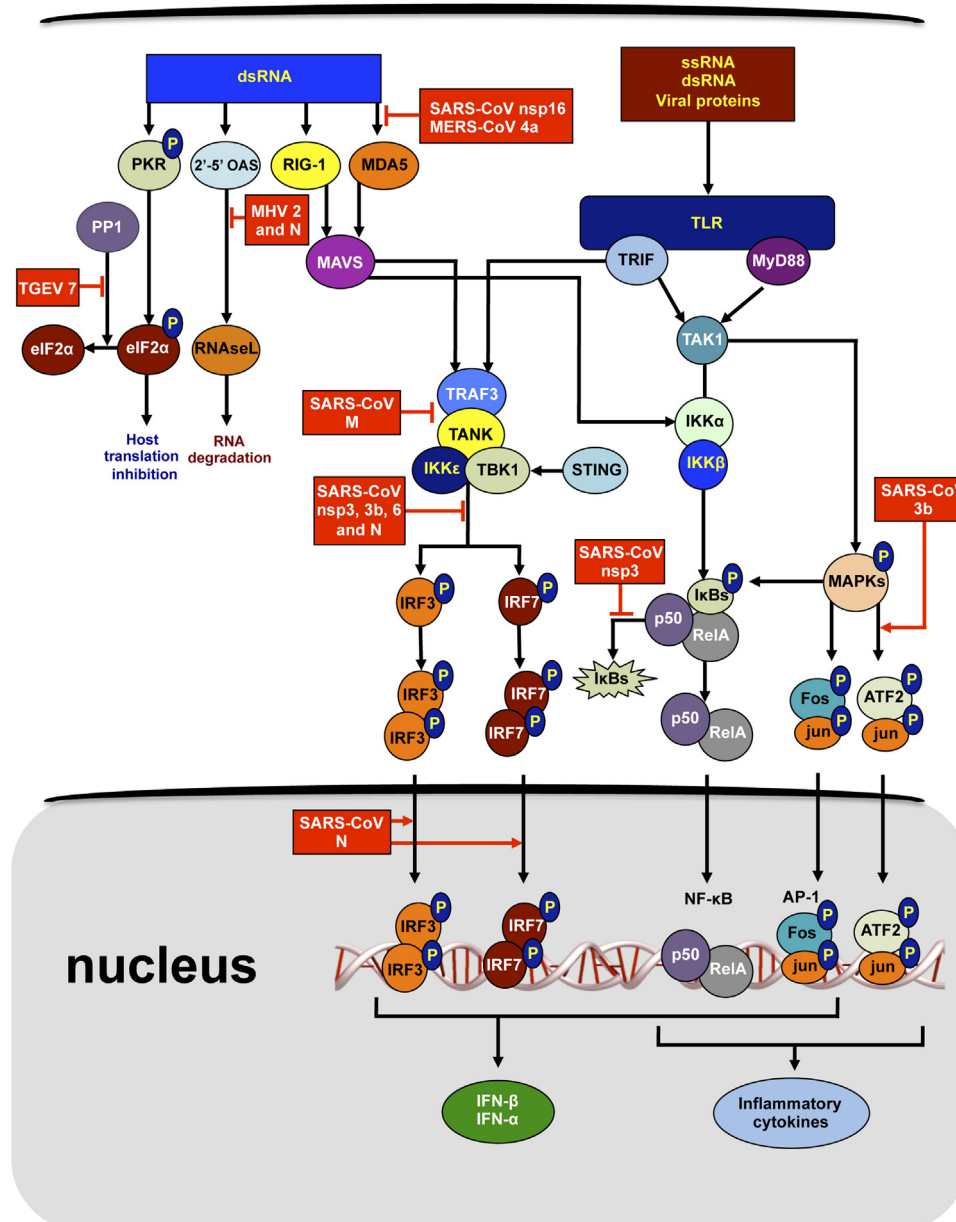 dsRNA
ssRNA
dsRNA
Viral proteins
SARS-CoV nsp16
MERS-CoV 4a
P
PKR
2'-5' OAS
RIG-1
MDA5
MHV 2
and N
PP1
TLR
MAVS
TRIF
MyD88
TGEV 7
P
eIF2α
eIF2α
RNAseL
TAK1
TRAF3
SARS-CoV
M
IKKα
TANK
Host
translation
inhibition
RNA
degradation
IKKε
TBK1
STING
IKKβ
SARS-CoV
nsp3, 3b, 6
and N
SARS-CoV
3b
SARS-CoV
nsp3
P
MAPKs
P
IRF3
P
IRF7
P
IκBs
p50
RelA
IκBs
P
IRF3
P
IRF3
P
IRF7
P
IRF7
p50
RelA
P
Fos
P
jun
P
ATF2
P
jun
SARS-CoV
N
NF-κB
AP-1
nucleus
P
IRF3
P
IRF3
P
IRF7
P
IRF7
p50
RelA
P
Fos
P
jun
P
ATF2
P
jun
IFN-β
IFN-α
Inflammatory
cytokines